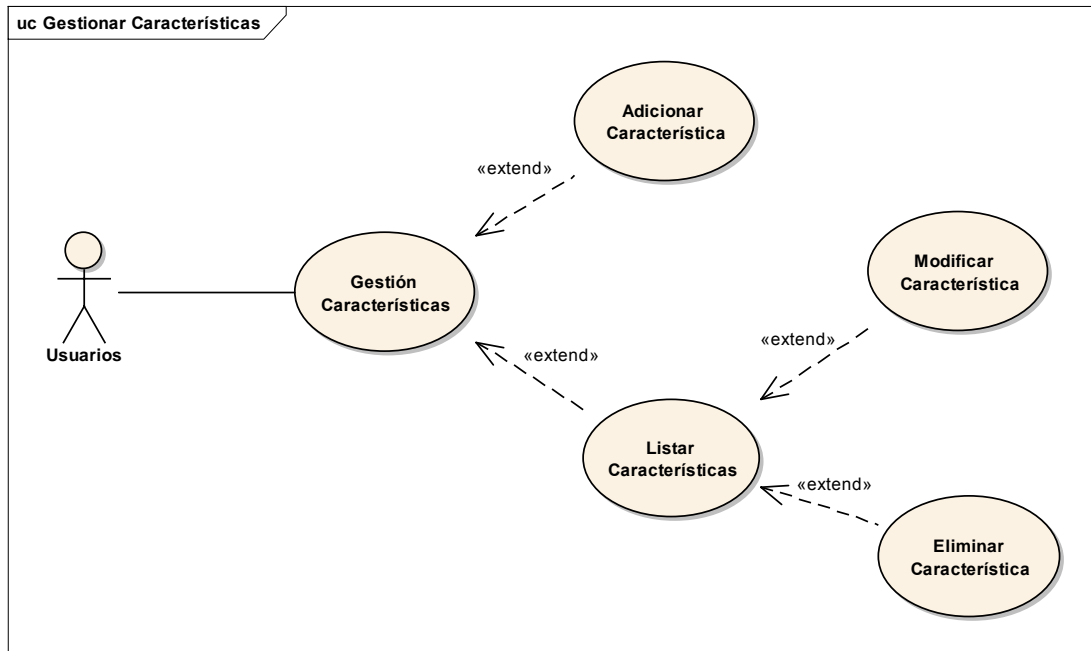 uc Gestionar Características
Adicionar
Característica
«extend»
Modificar
Característica
Gestión
Características
Usuarios
«extend»
«extend»
Listar
Características
«extend»
Eliminar
Característica